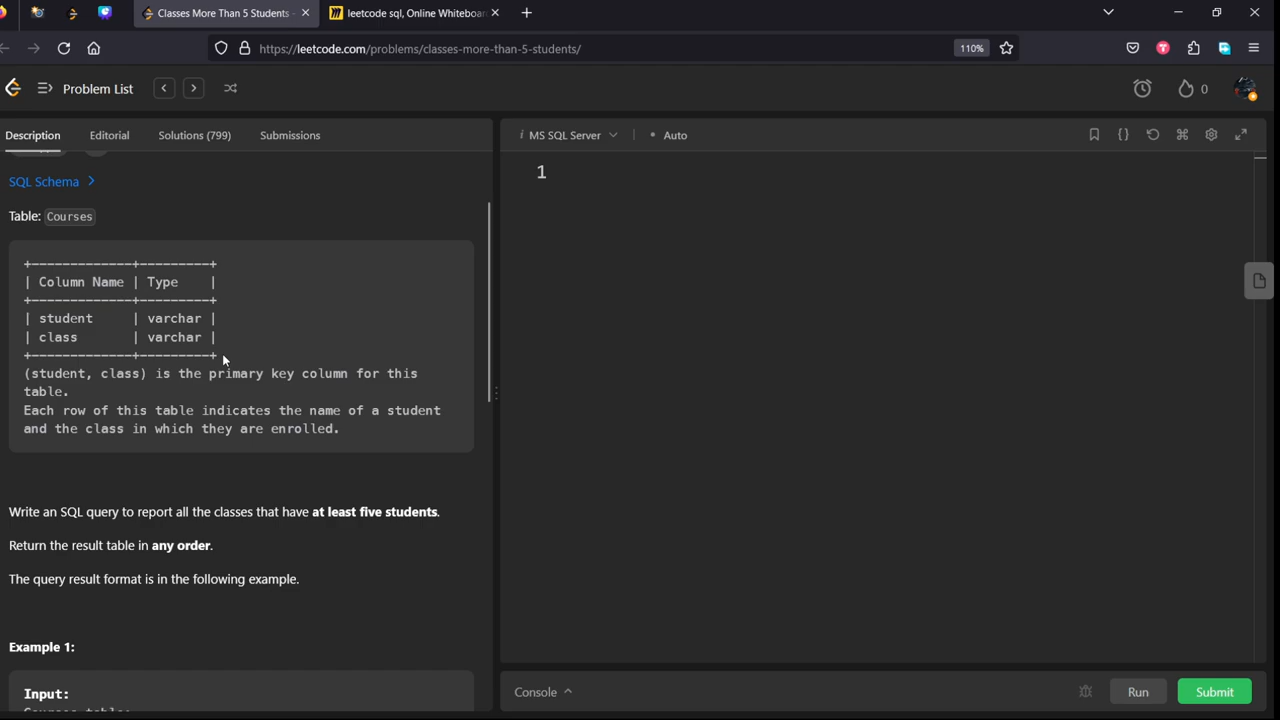 Classes More Than 5 Students -
leetcode sql, Online Whiteboar
https://leetcode.com/problems/classes-more-than-5-students/
110%
Problem List
0
Description
Editorial
Solutions (799)
Submissions
SQL Schema
Table: Courses
+-------------+---------+
| Column Name | Type    |
+-------------+---------+
| student     | varchar |
| class       | varchar |
+-------------+---------+
(student, class) is the primary key column for this
table.
Each row of this table indicates the name of a student
and the class in which they are enrolled.
Write an SQL query to report all the classes that have at least five students.
Return the result table in any order.
The query result format is in the following example.
Example 1:
Input:
Courses table:
i MS SQL Server
Auto
{}
1
Console
Run
Submit